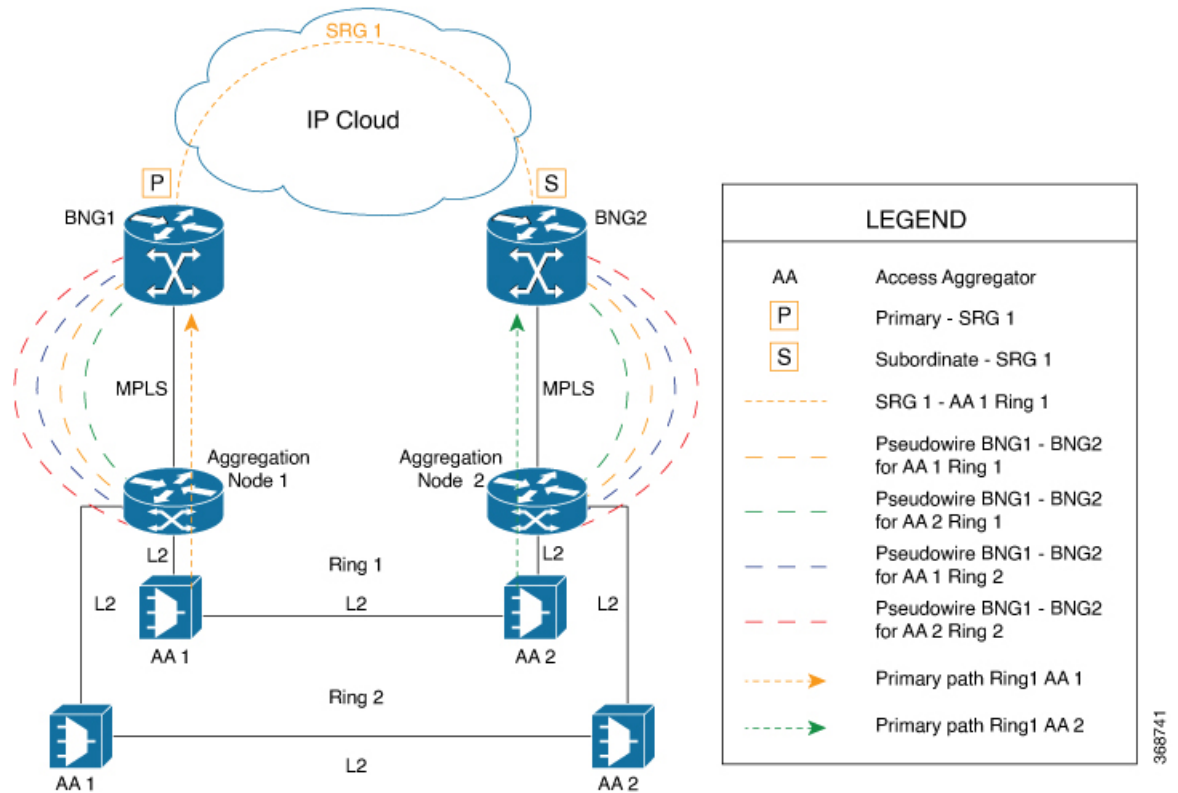 SRG 1
IP Cloud
P
S
BNG1
BNG2
MPLS
MPLS
Aggregation
Node 1
Aggregation
Node 2
L2
L2
Ring 1
L2
L2
L2
AA 1
AA 2
Ring 2
L2
AA 1
AA 2
LEGEND
AA Access Aggregator
P Primary - SRG 1
S Subordinate - SRG 1
SRG 1 - AA 1 Ring 1
Pseudowire BNG1 - BNG2
for AA 1 Ring 1
Pseudowire BNG1 - BNG2
for AA 2 Ring 1
Pseudowire BNG1 - BNG2
for AA 1 Ring 2
Pseudowire BNG1 - BNG2
for AA 2 Ring 2
Primary path Ring1 AA 1
Primary path Ring1 AA 2
368741